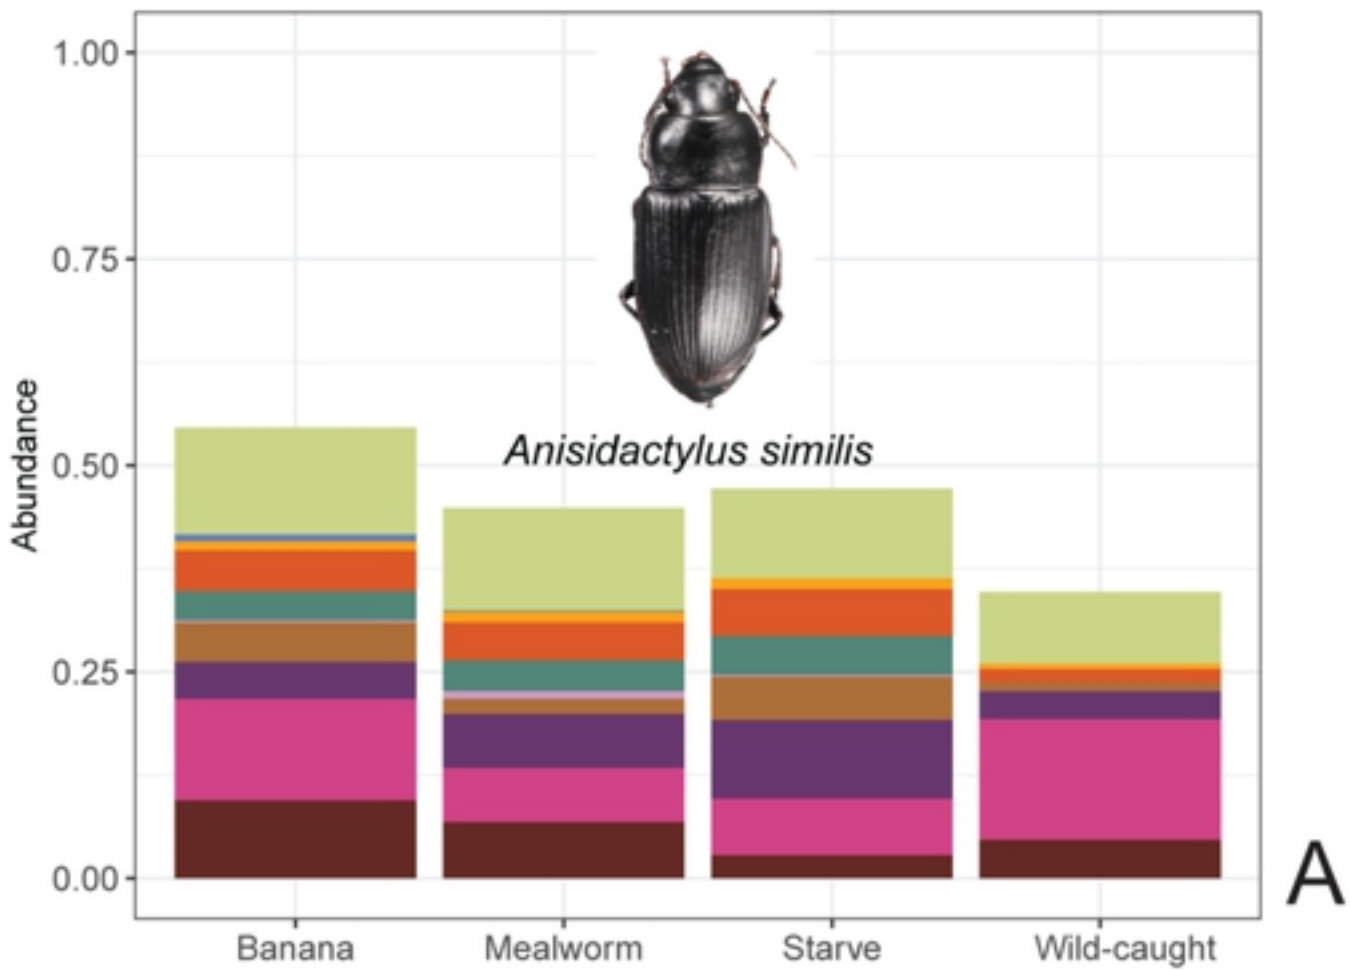 1.00
0.75
0.50
0.25
0.00
Abundance
Anisidactylus similis
Banana
Mealworm
Starve
Wild-caught
A